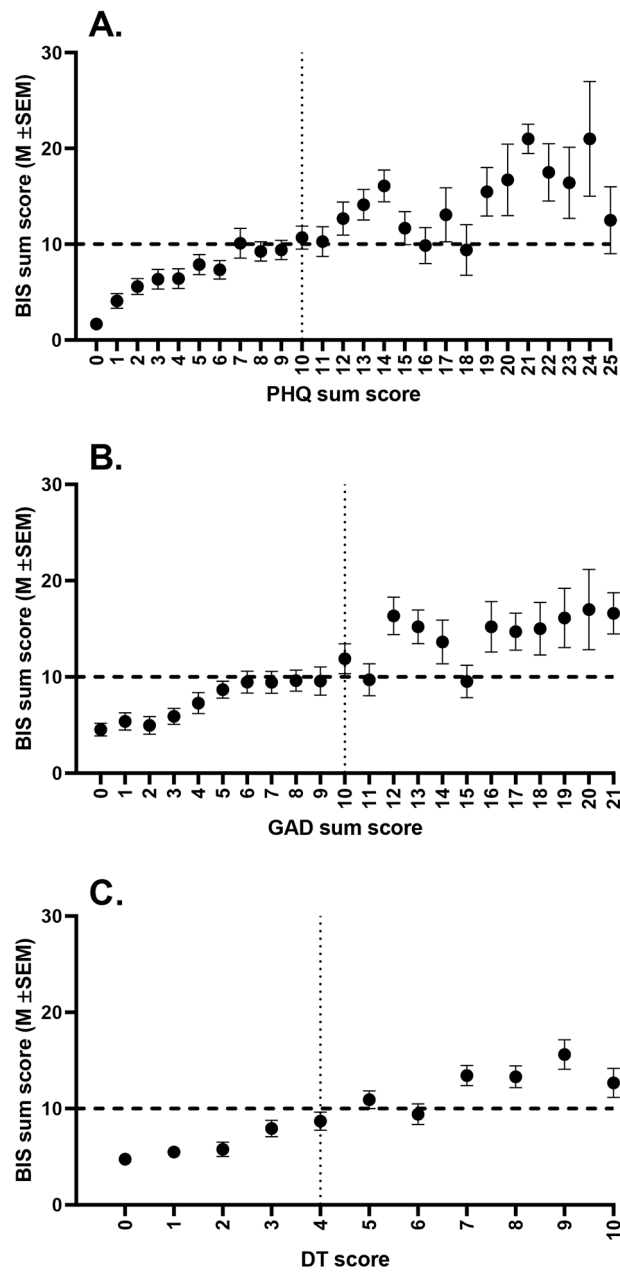 A.
BIS sum score (M ±SEM)
30
20
10
0
0 1 2 3 4 5 6 7 8 9 10 11 12 13 14 15 16 17 18 19 20 21 22 23 24 25
PHQ sum score
B.
BIS sum score (M ±SEM)
30
20
10
0
0 1 2 3 4 5 6 7 8 9 10 11 12 13 14 15 16 17 18 19 20 21
GAD sum score
C.
BIS sum score (M ±SEM)
30
20
10
0
0 1 2 3 4 5 6 7 8 9 10
DT score